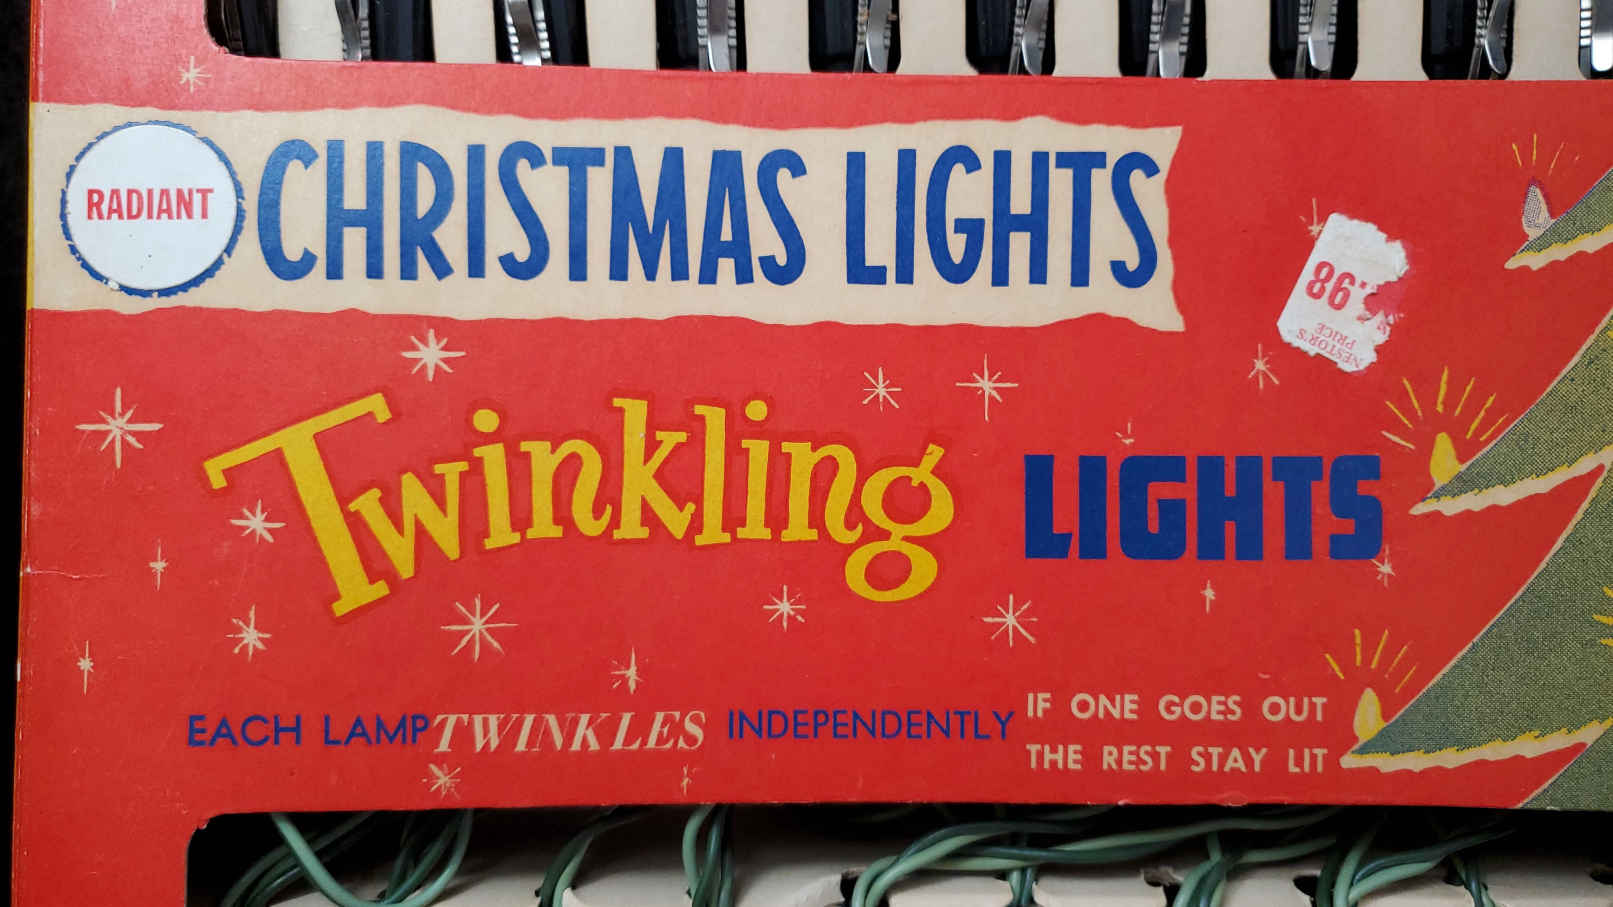 RADIANT
CHRISTMAS LIGHTS
NESTOR'S
PRICE
.98
Twinkling LIGHTS
EACH LAMP TWINKLES INDEPENDENTLY
IF ONE GOES OUT
THE REST STAY LIT